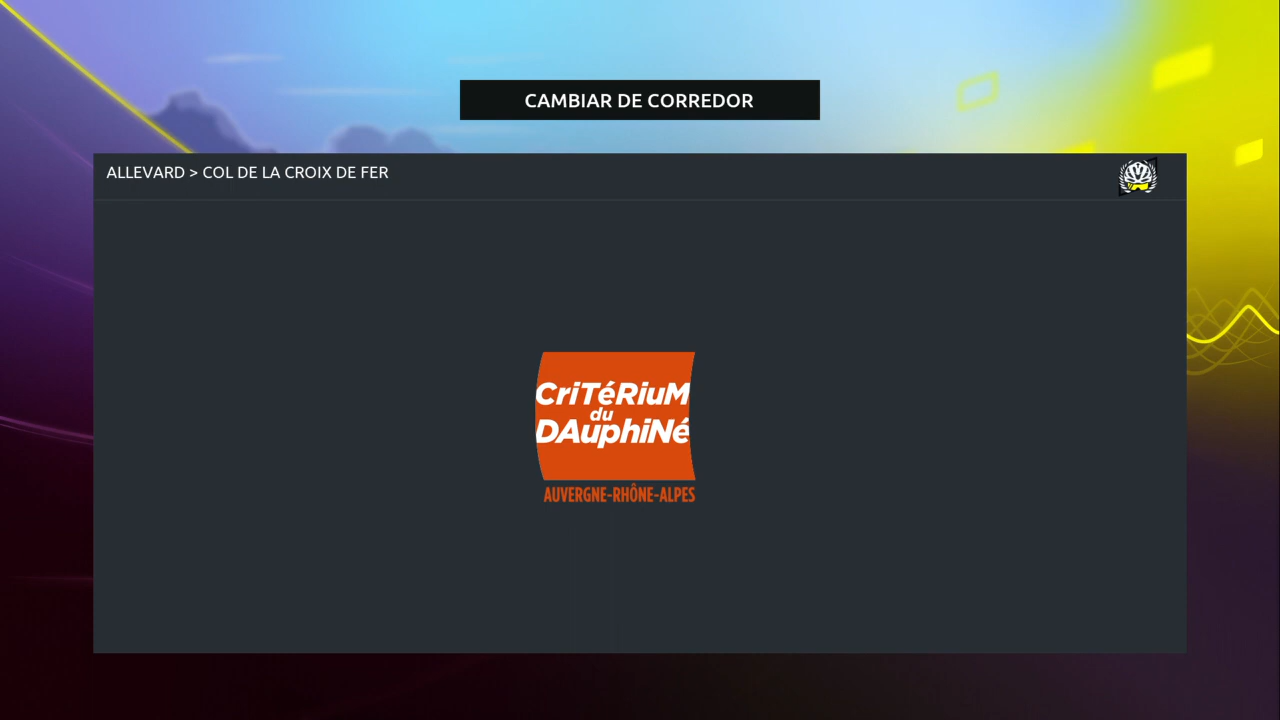 CAMBIAR DE CORREDOR
ALLEVARD > COL DE LA CROIX DE FER
CriTéRiuM
du
DAuphiNé
AUVERGNE-RHÔNE-ALPES